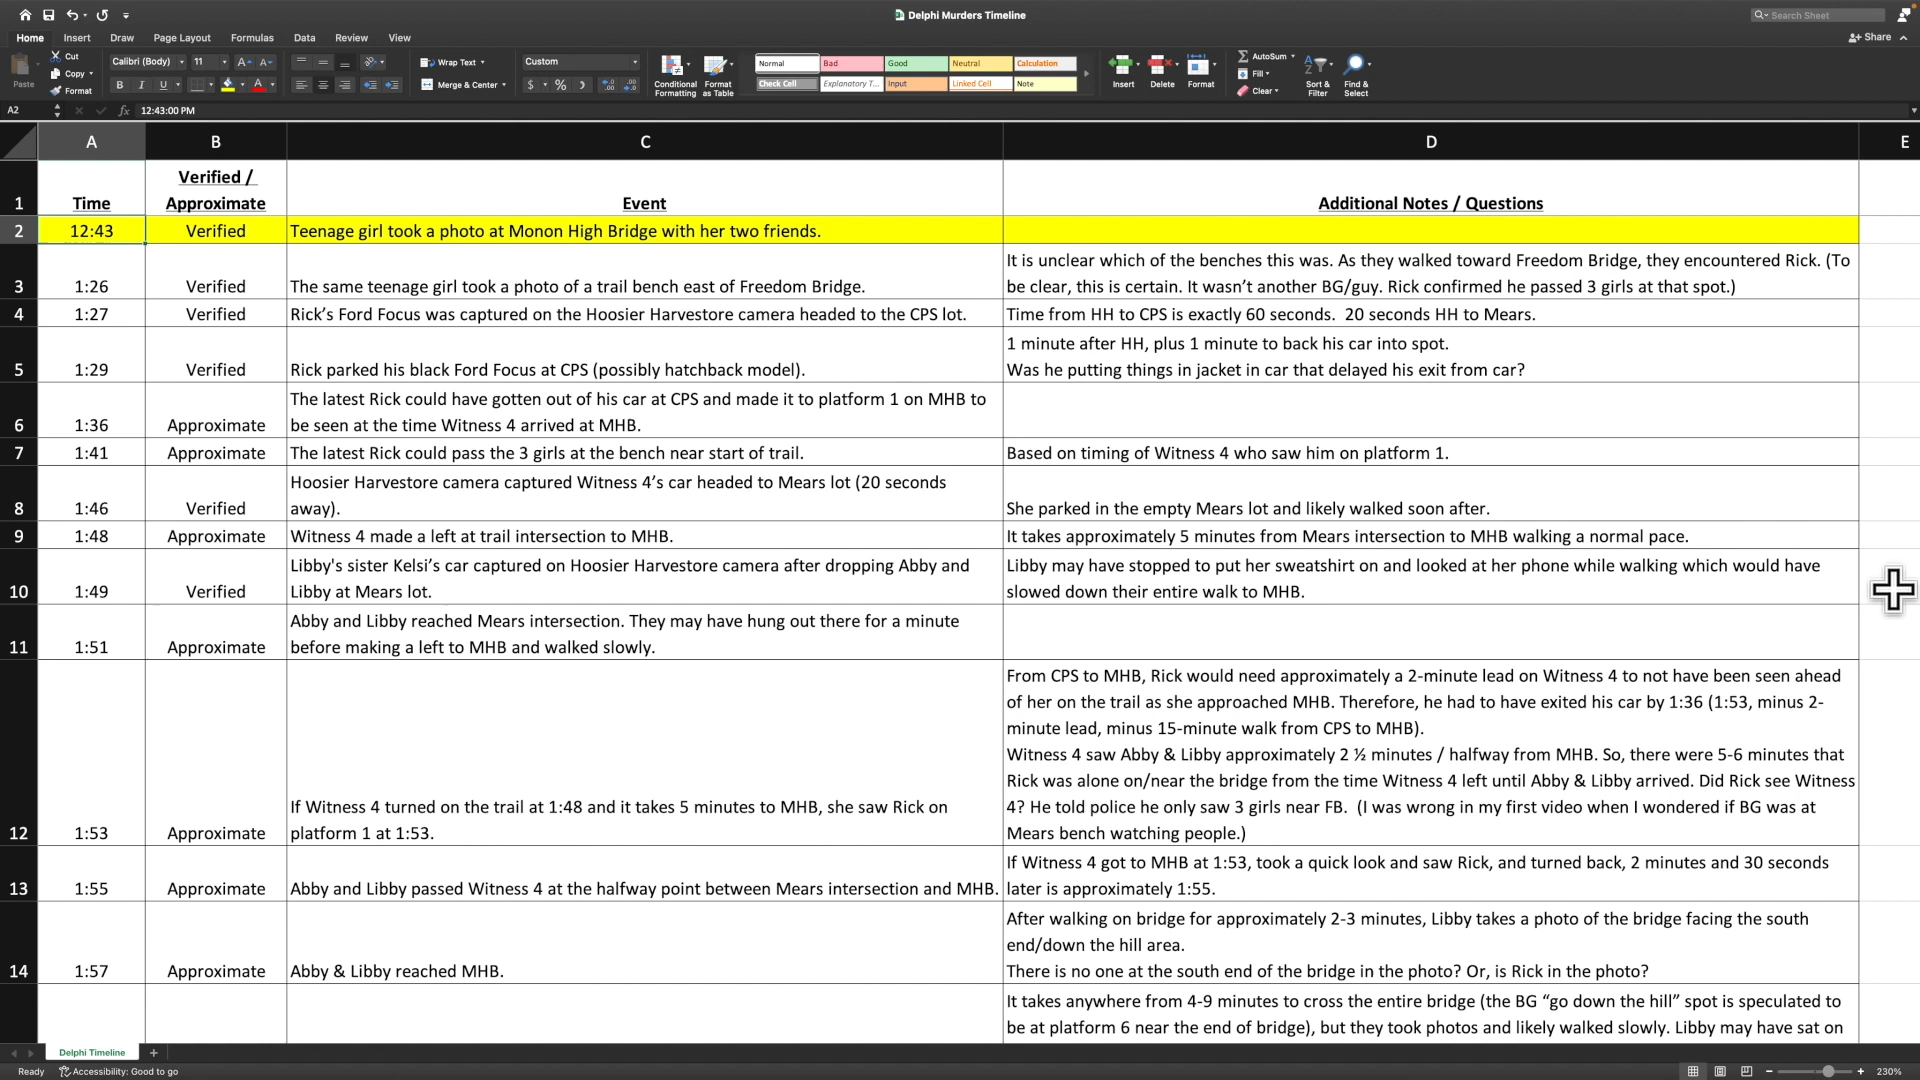 Delphi Murders Timeline
Search Sheet
Home Insert Draw Page Layout Formulas Data Review View
Share
Paste
Cut
Copy
Format
Calibri (Body) 11
B I U
Wrap Text
Merge & Center
Custom
$ %
Conditional Formatting
Format as Table
Normal Bad Good Neutral Calculation
Check Cell Explanatory T... Input Linked Cell Note
Insert Delete Format
AutoSum
Fill
Clear
Sort & Filter
Find & Select
A2 fx 12:43:00 PM
A B C D E
1 Time Verified / Approximate Event Additional Notes / Questions
2 12:43 Verified Teenage girl took a photo at Monon High Bridge with her two friends.
3 1:26 Verified The same teenage girl took a photo of a trail bench east of Freedom Bridge.
It is unclear which of the benches this was. As they walked toward Freedom Bridge, they encountered Rick. (To
be clear, this is certain. It wasn’t another BG/guy. Rick confirmed he passed 3 girls at that spot.)
4 1:27 Verified Rick’s Ford Focus was captured on the Hoosier Harvestore camera headed to the CPS lot.
Time from HH to CPS is exactly 60 seconds. 20 seconds HH to Mears.
5 1:29 Verified Rick parked his black Ford Focus at CPS (possibly hatchback model).
1 minute after HH, plus 1 minute to back his car into spot.
Was he putting things in jacket in car that delayed his exit from car?
6 1:36 Approximate
The latest Rick could have gotten out of his car at CPS and made it to platform 1 on MHB to
be seen at the time Witness 4 arrived at MHB.
7 1:41 Approximate The latest Rick could pass the 3 girls at the bench near start of trail.
Based on timing of Witness 4 who saw him on platform 1.
8 1:46 Verified
Hoosier Harvestore camera captured Witness 4’s car headed to Mears lot (20 seconds
away).
She parked in the empty Mears lot and likely walked soon after.
9 1:48 Approximate Witness 4 made a left at trail intersection to MHB.
It takes approximately 5 minutes from Mears intersection to MHB walking a normal pace.
10 1:49 Verified
Libby's sister Kelsi’s car captured on Hoosier Harvestore camera after dropping Abby and
Libby at Mears lot.
Libby may have stopped to put her sweatshirt on and looked at her phone while walking which would have
slowed down their entire walk to MHB.
11 1:51 Approximate
Abby and Libby reached Mears intersection. They may have hung out there for a minute
before making a left to MHB and walked slowly.
12 1:53 Approximate
If Witness 4 turned on the trail at 1:48 and it takes 5 minutes to MHB, she saw Rick on
platform 1 at 1:53.
From CPS to MHB, Rick would need approximately a 2-minute lead on Witness 4 to not have been seen ahead
of her on the trail as she approached MHB. Therefore, he had to have exited his car by 1:36 (1:53, minus 2-
minute lead, minus 15-minute walk from CPS to MHB).
Witness 4 saw Abby & Libby approximately 2 ½ minutes / halfway from MHB. So, there were 5-6 minutes that
Rick was alone on/near the bridge from the time Witness 4 left until Abby & Libby arrived. Did Rick see Witness
4? He told police he only saw 3 girls near FB. (I was wrong in my first video when I wondered if BG was at
Mears bench watching people.)
13 1:55 Approximate Abby and Libby passed Witness 4 at the halfway point between Mears intersection and MHB.
If Witness 4 got to MHB at 1:53, took a quick look and saw Rick, and turned back, 2 minutes and 30 seconds
later is approximately 1:55.
14 1:57 Approximate Abby & Libby reached MHB.
After walking on bridge for approximately 2-3 minutes, Libby takes a photo of the bridge facing the south
end/down the hill area.
There is no one at the south end of the bridge in the photo? Or, is Rick in the photo?
It takes anywhere from 4-9 minutes to cross the entire bridge (the BG “go down the hill” spot is speculated to
be at platform 6 near the end of bridge), but they took photos and likely walked slowly. Libby may have sat on
Delphi Timeline
Ready Accessibility: Good to go
230%